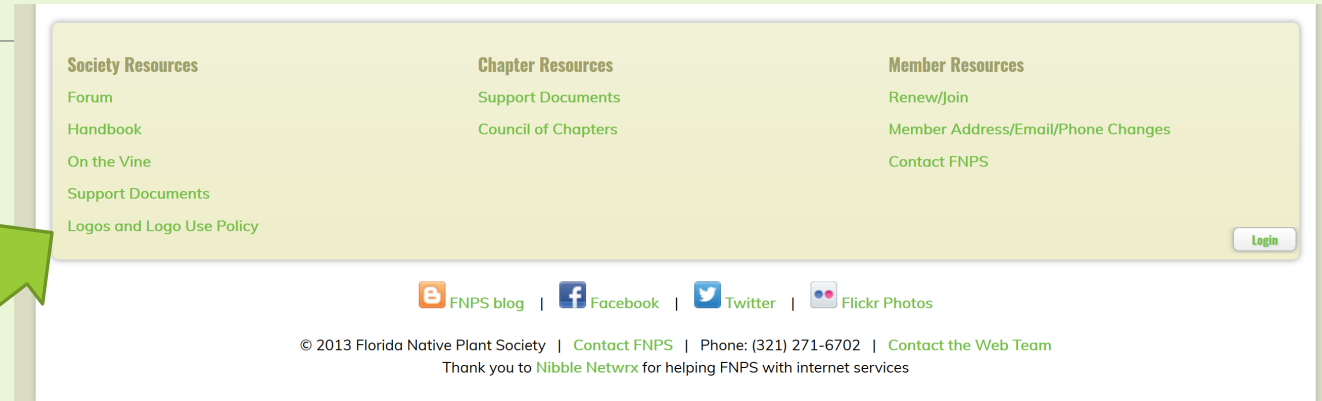 Society Resources
Forum
Handbook
On the Vine
Support Documents
Logos and Logo Use Policy
Chapter Resources
Support Documents
Council of Chapters
Member Resources
Renew/Join
Member Address/Email/Phone Changes
Contact FNPS
Login
FNPS blog | Facebook | Twitter | Flickr Photos
© 2013 Florida Native Plant Society | Contact FNPS | Phone: (321) 271-6702 | Contact the Web Team
Thank you to Nibble Netwrx for helping FNPS with internet services